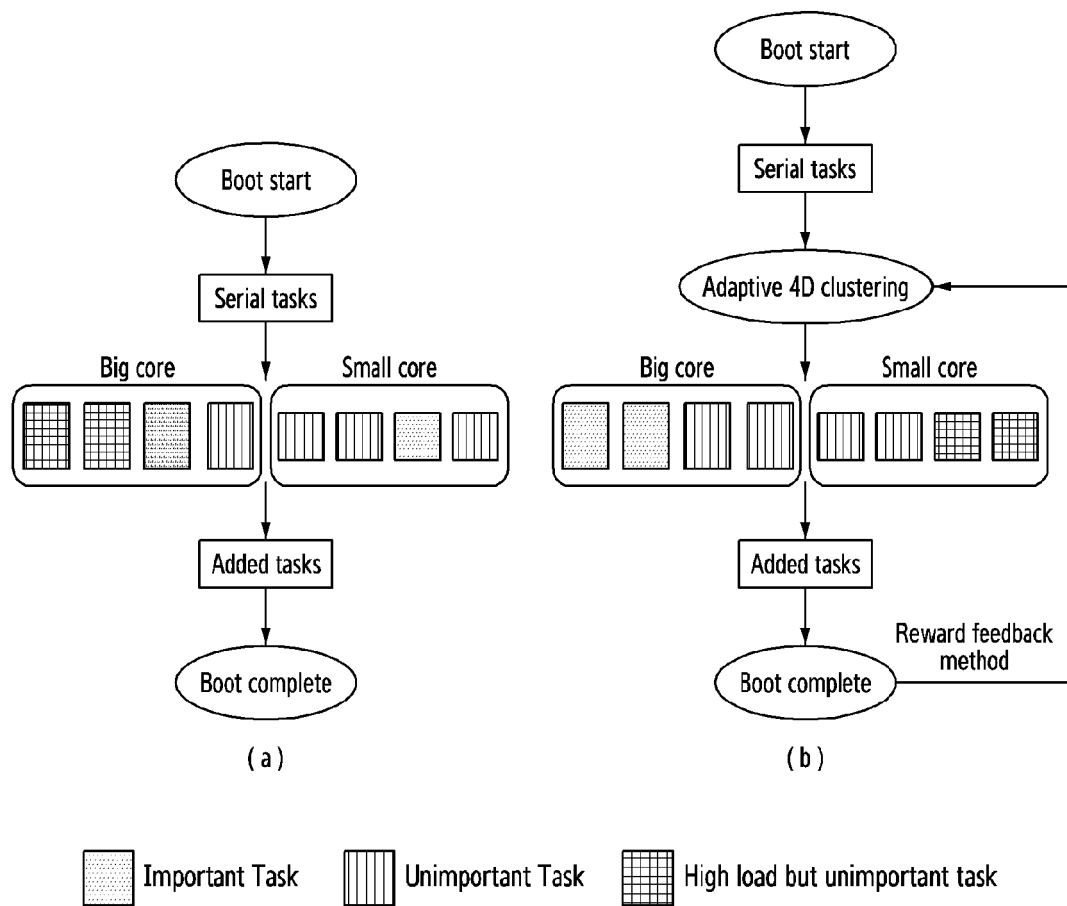 Boot start
Serial tasks
Big core
Small core
Added tasks
Boot complete
(a)
Boot start
Serial tasks
Adaptive 4D clustering
Big core
Small core
Added tasks
Boot complete
Reward feedback
method
(b)
Important Task
Unimportant Task
High load but unimportant task